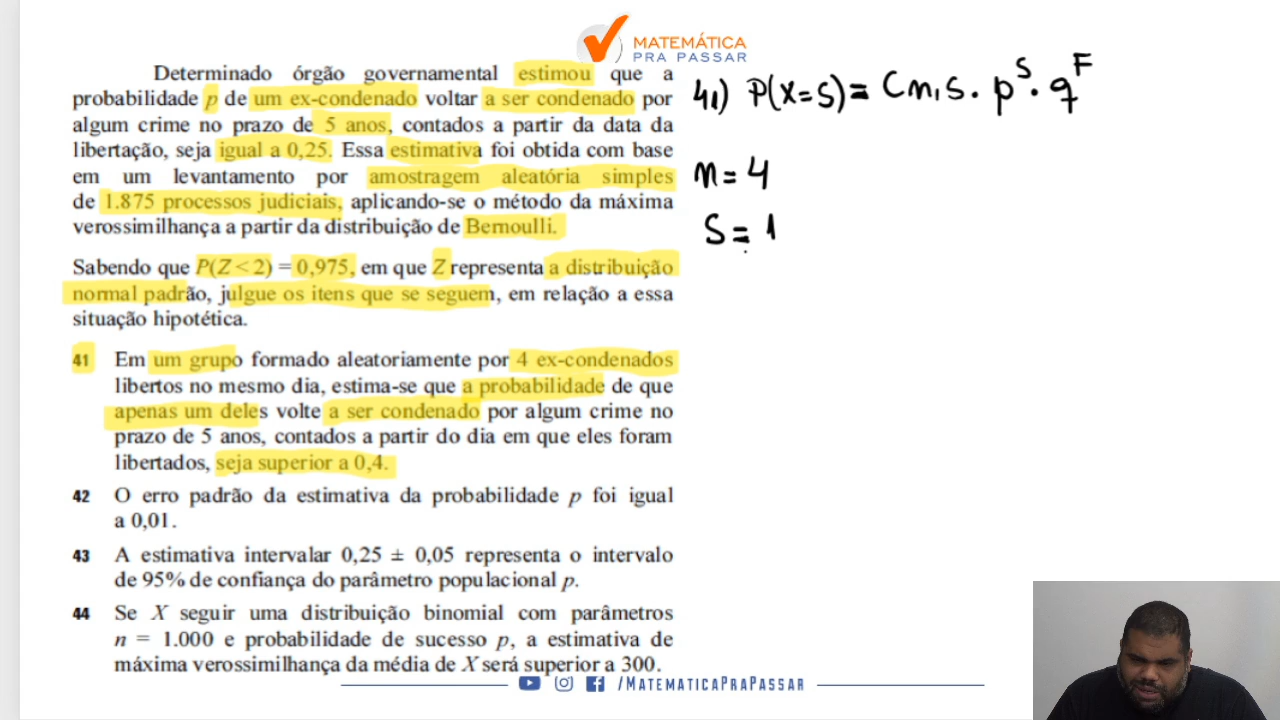 MATEMÁTICA
PRA PASSAR
Determinado órgão governamental estimou que a
probabilidade p de um ex-condenado voltar a ser condenado por
algum crime no prazo de 5 anos, contados a partir da data da
libertação, seja igual a 0,25. Essa estimativa foi obtida com base
em um levantamento por amostragem aleatória simples
de 1.875 processos judiciais, aplicando-se o método da máxima
verossimilhança a partir da distribuição de Bernoulli.
Sabendo que P(Z < 2) = 0,975, em que Z representa a distribuição
normal padrão, julgue os itens que se seguem, em relação a essa
situação hipotética.
41 Em um grupo formado aleatoriamente por 4 ex-condenados
libertos no mesmo dia, estima-se que a probabilidade de que
apenas um deles volte a ser condenado por algum crime no
prazo de 5 anos, contados a partir do dia em que eles foram
libertados, seja superior a 0,4.
42 O erro padrão da estimativa da probabilidade p foi igual
a 0,01.
43 A estimativa intervalar 0,25 ± 0,05 representa o intervalo
de 95% de confiança do parâmetro populacional p.
44 Se X seguir uma distribuição binomial com parâmetros
n = 1.000 e probabilidade de sucesso p, a estimativa de
máxima verossimilhança da média de X será superior a 300.
41) P(X=S)= Cn,s . p^S . q^F
n = 4
S = 1
/MATEMATICAPRAPASSAR